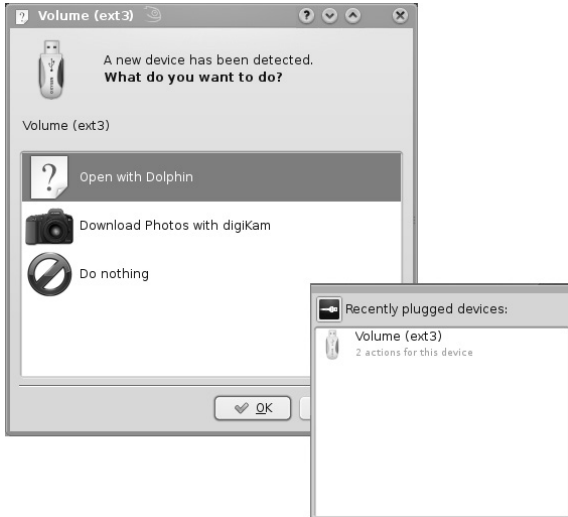 Volume (ext3)
A new device has been detected.
What do you want to do?
Volume (ext3)
Open with Dolphin
Download Photos with digiKam
Do nothing
OK
Recently plugged devices:
Volume (ext3)
2 actions for this device